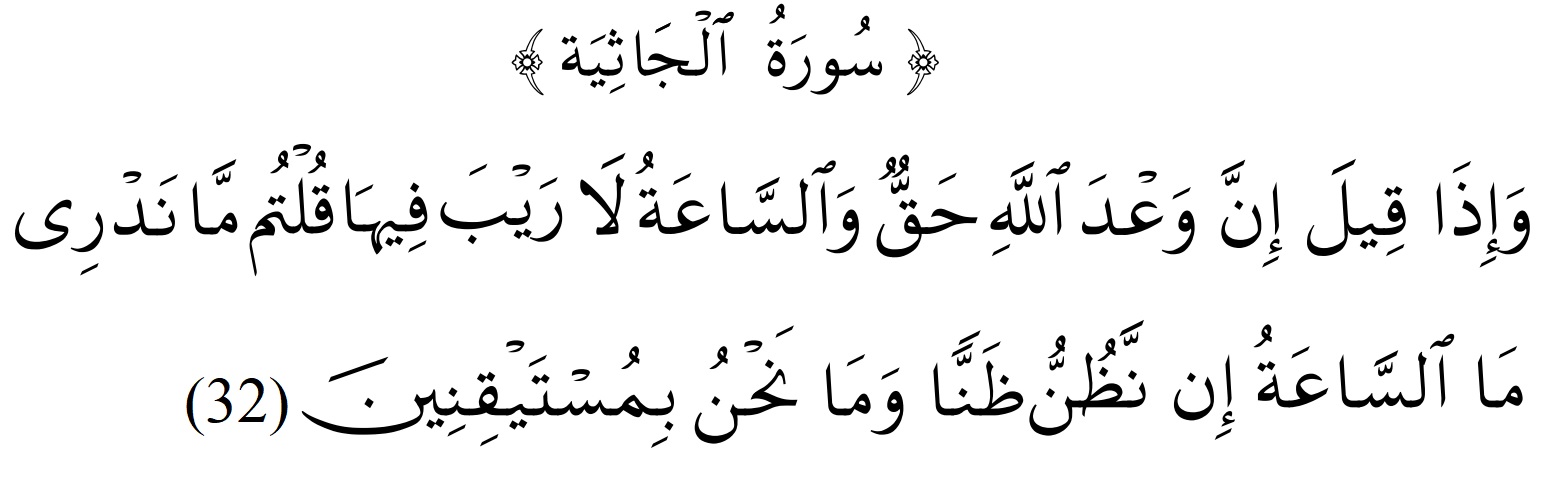 ﴿ سُورَةُ ٱلْجَاثِيَة ﴾
وَإِذَا قِيلَ إِنَّ وَعْدَ ٱللَّهِ حَقٌّ وَٱلسَّاعَةُ لَا رَيْبَ فِيهَا قُلْتُم مَّا نَدْرِى
مَا ٱلسَّاعَةُ إِن نَّظُنُّ ظَنًّا وَمَا نَحْنُ بِمُسْتَيْقِنِينَ (32)